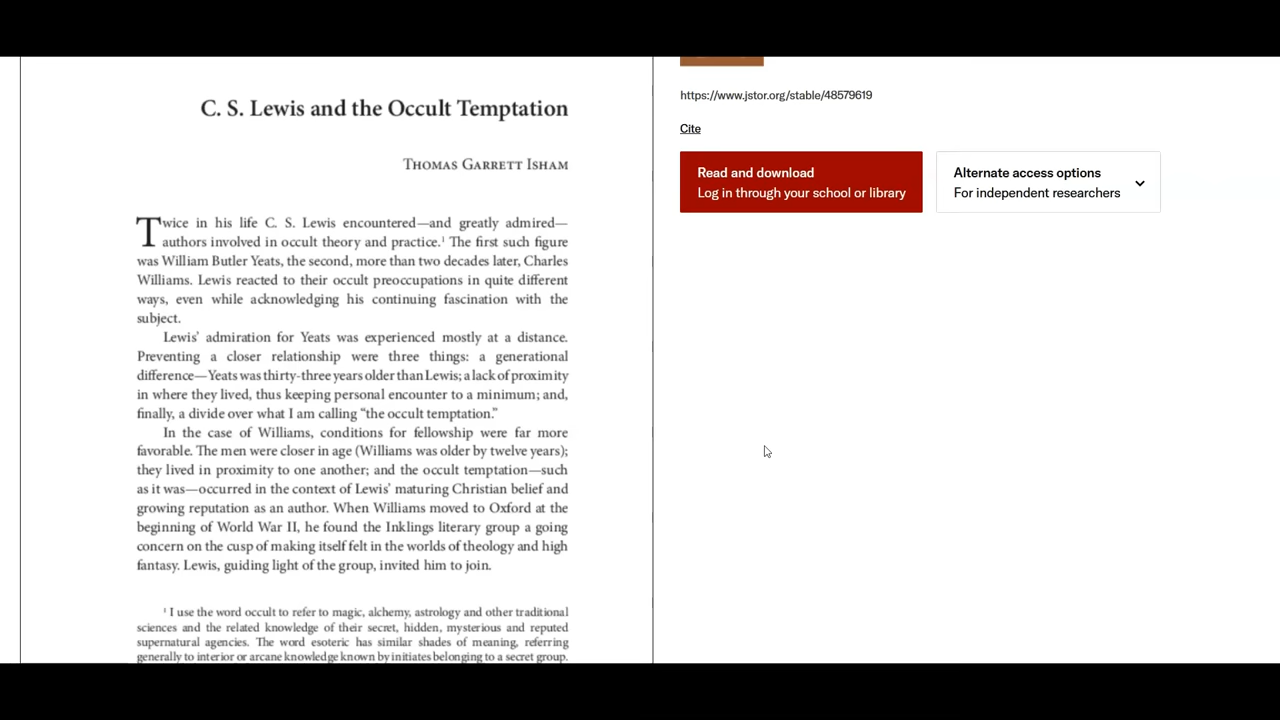 C. S. Lewis and the Occult Temptation
Thomas Garrett Isham
Twice in his life C. S. Lewis encountered—and greatly admired—
authors involved in occult theory and practice.¹ The first such figure
was William Butler Yeats, the second, more than two decades later, Charles
Williams. Lewis reacted to their occult preoccupations in quite different
ways, even while acknowledging his continuing fascination with the
subject.
Lewis’ admiration for Yeats was experienced mostly at a distance.
Preventing a closer relationship were three things: a generational
difference—Yeats was thirty-three years older than Lewis; a lack of proximity
in where they lived, thus keeping personal encounter to a minimum; and,
finally, a divide over what I am calling “the occult temptation.”
In the case of Williams, conditions for fellowship were far more
favorable. The men were closer in age (Williams was older by twelve years);
they lived in proximity to one another; and the occult temptation—such
as it was—occurred in the context of Lewis’ maturing Christian belief and
growing reputation as an author. When Williams moved to Oxford at the
beginning of World War II, he found the Inklings literary group a going
concern on the cusp of making itself felt in the worlds of theology and high
fantasy. Lewis, guiding light of the group, invited him to join.
¹ I use the word occult to refer to magic, alchemy, astrology and other traditional
sciences and the related knowledge of their secret, hidden, mysterious and reputed
supernatural agencies. The word esoteric has similar shades of meaning, referring
generally to interior or arcane knowledge known by initiates belonging to a secret group.
https://www.jstor.org/stable/48579619
Cite
Read and download
Log in through your school or library
Alternate access options
For independent researchers